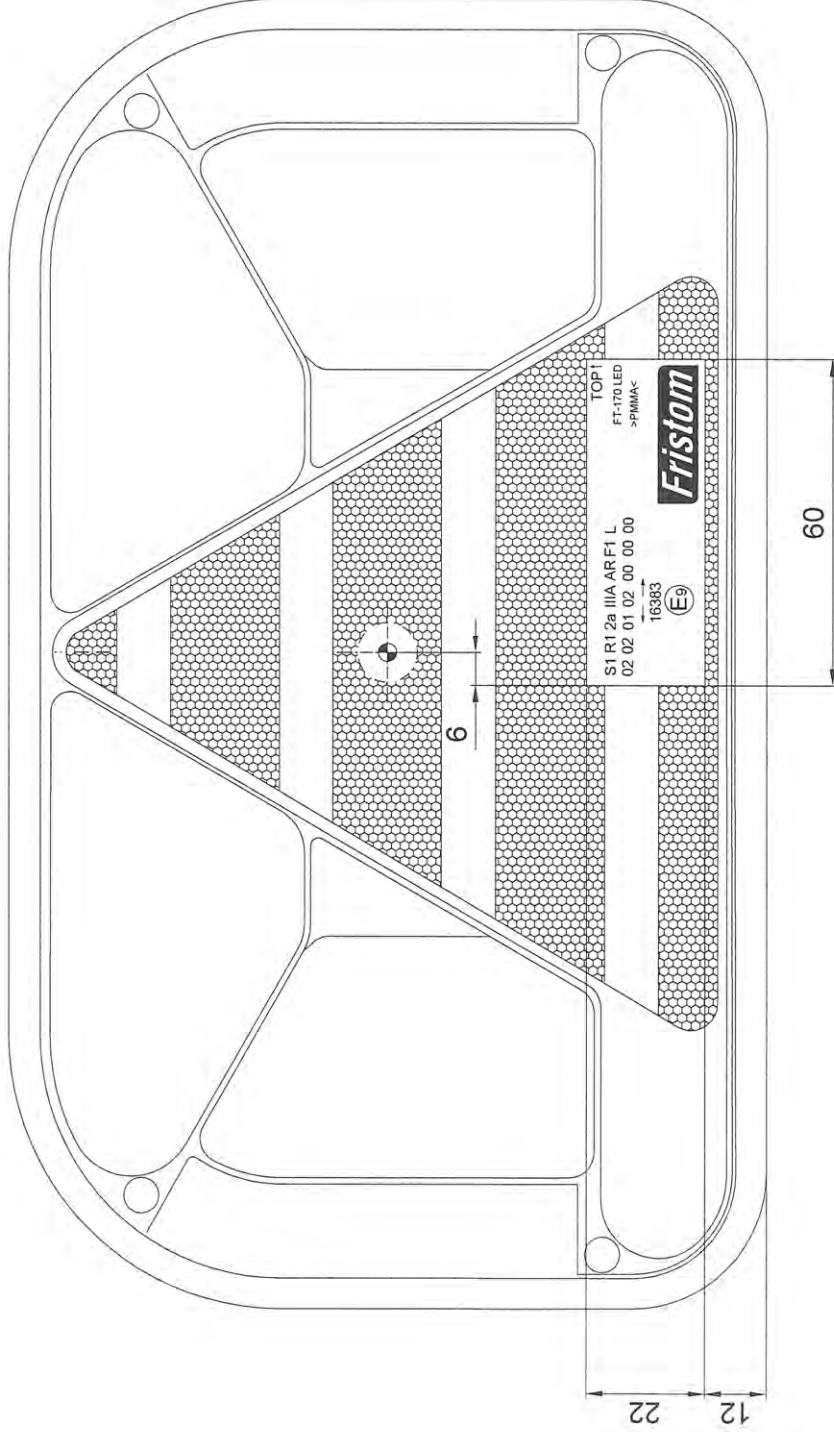 S1 R1 2a IIIA AR F1 L
02 02 01 02 00 00 00
← →
16383
E9
TOP↑
FT-170 LED
>PMMA<
Fristom
6
60
22
12